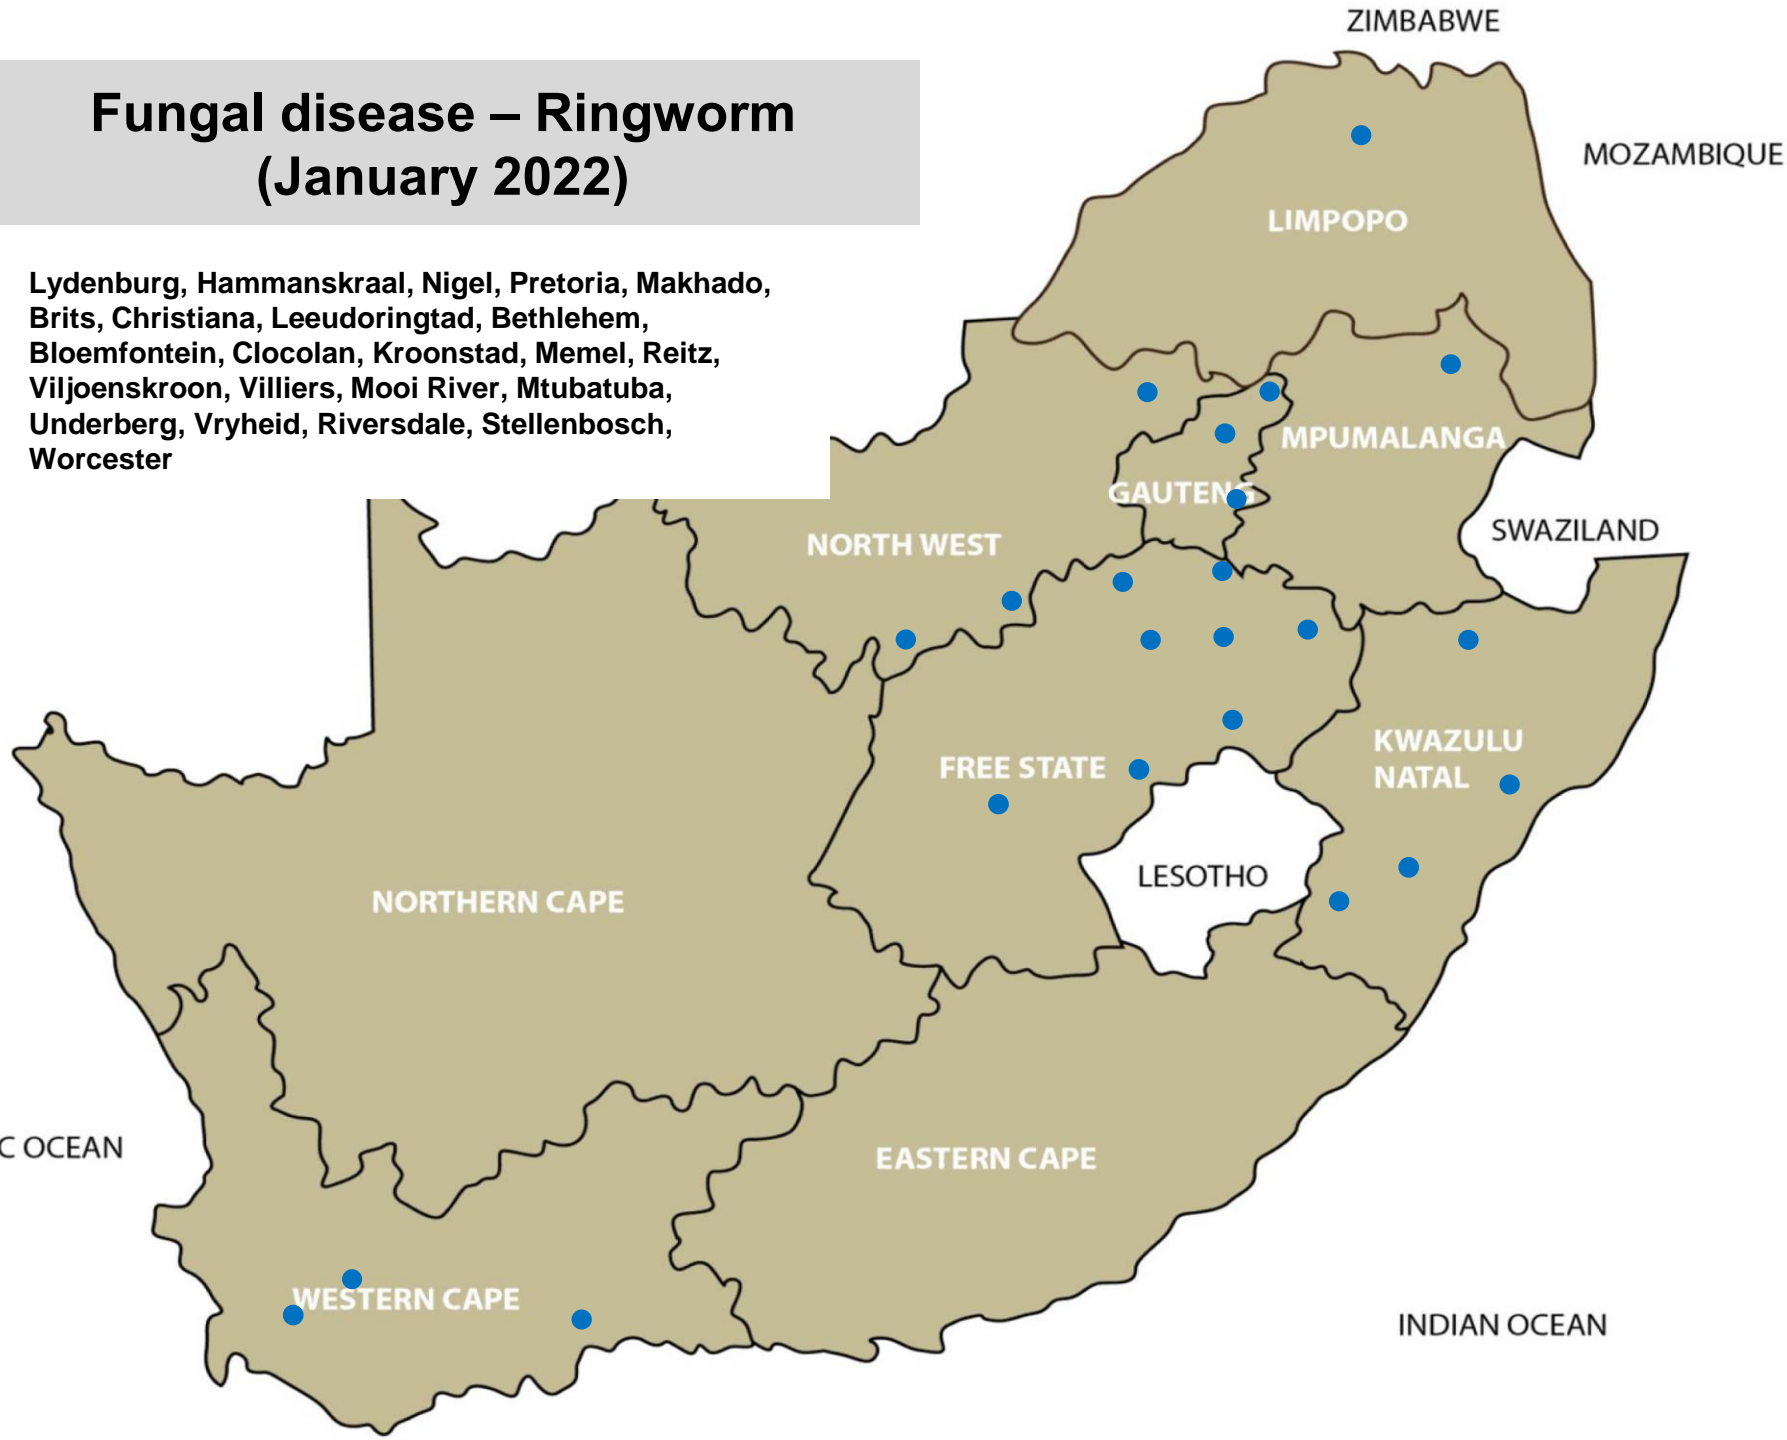 ZIMBABWE
Fungal disease – Ringworm
(January 2022)
MOZAMBIQUE
LIMPOPO
Lydenburg, Hammanskraal, Nigel, Pretoria, Makhado,
Brits, Christiana, Leeudoringtad, Bethlehem,
Bloemfontein, Clocolan, Kroonstad, Memel, Reitz,
Viljoenskroon, Villiers, Mooi River, Mtubatuba,
Underberg, Vryheid, Riversdale, Stellenbosch,
Worcester
MPUMALANGA
GAUTENG
SWAZILAND
NORTH WEST
KWAZULU
NATAL
FREE STATE
LESOTHO
NORTHERN CAPE
C OCEAN
EASTERN CAPE
WESTERN CAPE
INDIAN OCEAN